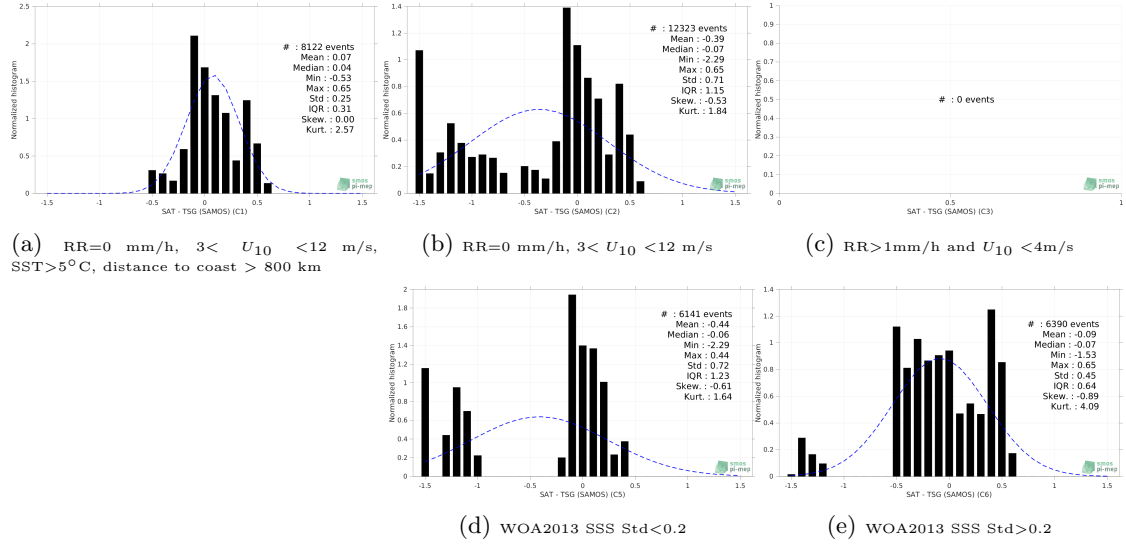 2.5
2
1.5
1
0.5
0
-1.5 -1 -0.5 0 0.5 1 1.5
Normalized histogram
SAT - TSG (SAMOS) (C1)
# : 8122 events
Mean : 0.07
Median : 0.04
Min : -0.53
Max : 0.65
Std : 0.25
IQR : 0.31
Skew. : 0.00
Kurt. : 2.57
smos
pi-mep
(a) RR=0 mm/h, 3< U10 <12 m/s,
SST>5°C, distance to coast > 800 km
1.4
1.2
1
0.8
0.6
0.4
0.2
0
-1.5 -1 -0.5 0 0.5 1 1.5
Normalized histogram
SAT - TSG (SAMOS) (C2)
# : 12323 events
Mean : -0.39
Median : -0.07
Min : -2.29
Max : 0.65
Std : 0.71
IQR : 1.15
Skew. : -0.53
Kurt. : 1.84
smos
pi-mep
(b) RR=0 mm/h, 3< U10 <12 m/s
1
0.9
0.8
0.7
0.6
0.5
0.4
0.3
0.2
0.1
0
0 0.5 1
Normalized histogram
SAT - TSG (SAMOS) (C3)
# : 0 events
smos
pi-mep
(c) RR>1mm/h and U10 <4m/s
2
1.8
1.6
1.4
1.2
1
0.8
0.6
0.4
0.2
0
-1.5 -1 -0.5 0 0.5 1 1.5
Normalized histogram
SAT - TSG (SAMOS) (C5)
# : 6141 events
Mean : -0.44
Median : -0.06
Min : -2.29
Max : 0.44
Std : 0.72
IQR : 1.23
Skew. : -0.61
Kurt. : 1.64
smos
pi-mep
(d) WOA2013 SSS Std<0.2
1.4
1.2
1
0.8
0.6
0.4
0.2
0
-1.5 -1 -0.5 0 0.5 1 1.5
Normalized histogram
SAT - TSG (SAMOS) (C6)
# : 6390 events
Mean : -0.09
Median : -0.07
Min : -1.53
Max : 0.65
Std : 0.45
IQR : 0.64
Skew. : -0.89
Kurt. : 4.09
smos
pi-mep
(e) WOA2013 SSS Std>0.2